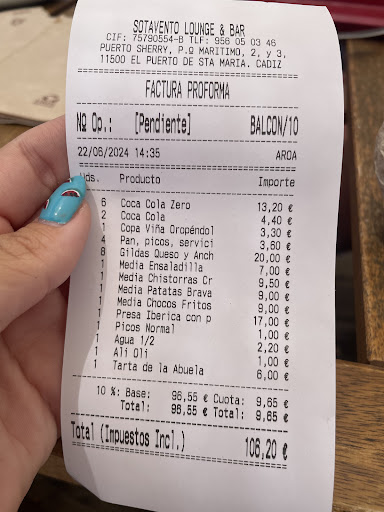 SOTAVENTO LOUNGE & BAR
CIF: 75790554-B TLF: 956 05 03 46
PUERTO SHERRY, P.Q MARITIMO, 2, y 3,
11500 EL PUERTO DE STA MARIA. CADIZ
FACTURA PROFORMA
Nº Op.: [Pendiente] BALCON/10
22/06/2024 14:35 AROA
Uds. Producto Importe
6 Coca Cola Zero 13,20 €
2 Coca Cola 4,40 €
1 Copa Viña Oropéndol 3,30 €
4 Pan, picos, servici 3,60 €
8 Gildas Queso y Anch 20,00 €
1 Media Ensaladilla 7,00 €
1 Media Chistorras Cr 9,50 €
1 Media Patatas Brava 9,00 €
1 Media Chocos Fritos 9,00 €
1 Presa Iberica con p 17,00 €
1 Picos Normal 1,00 €
1 Agua 1/2 2,20 €
1 Ali Oli 1,00 €
1 Tarta de la Abuela 6,00 €
10 %: Base: 96,55 € Cuota: 9,65 €
Total: 96,55 € Total: 9,65 €
Total (Impuestos Incl.) 106,20 €